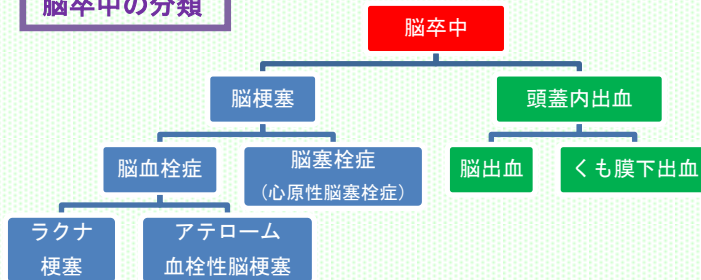 脳卒中の分類
脳卒中
脳梗塞
頭蓋内出血
脳血栓症
脳塞栓症
（心原性脳塞栓症）
脳出血
くも膜下出血
ラクナ
梗塞
アテローム
血栓性脳梗塞